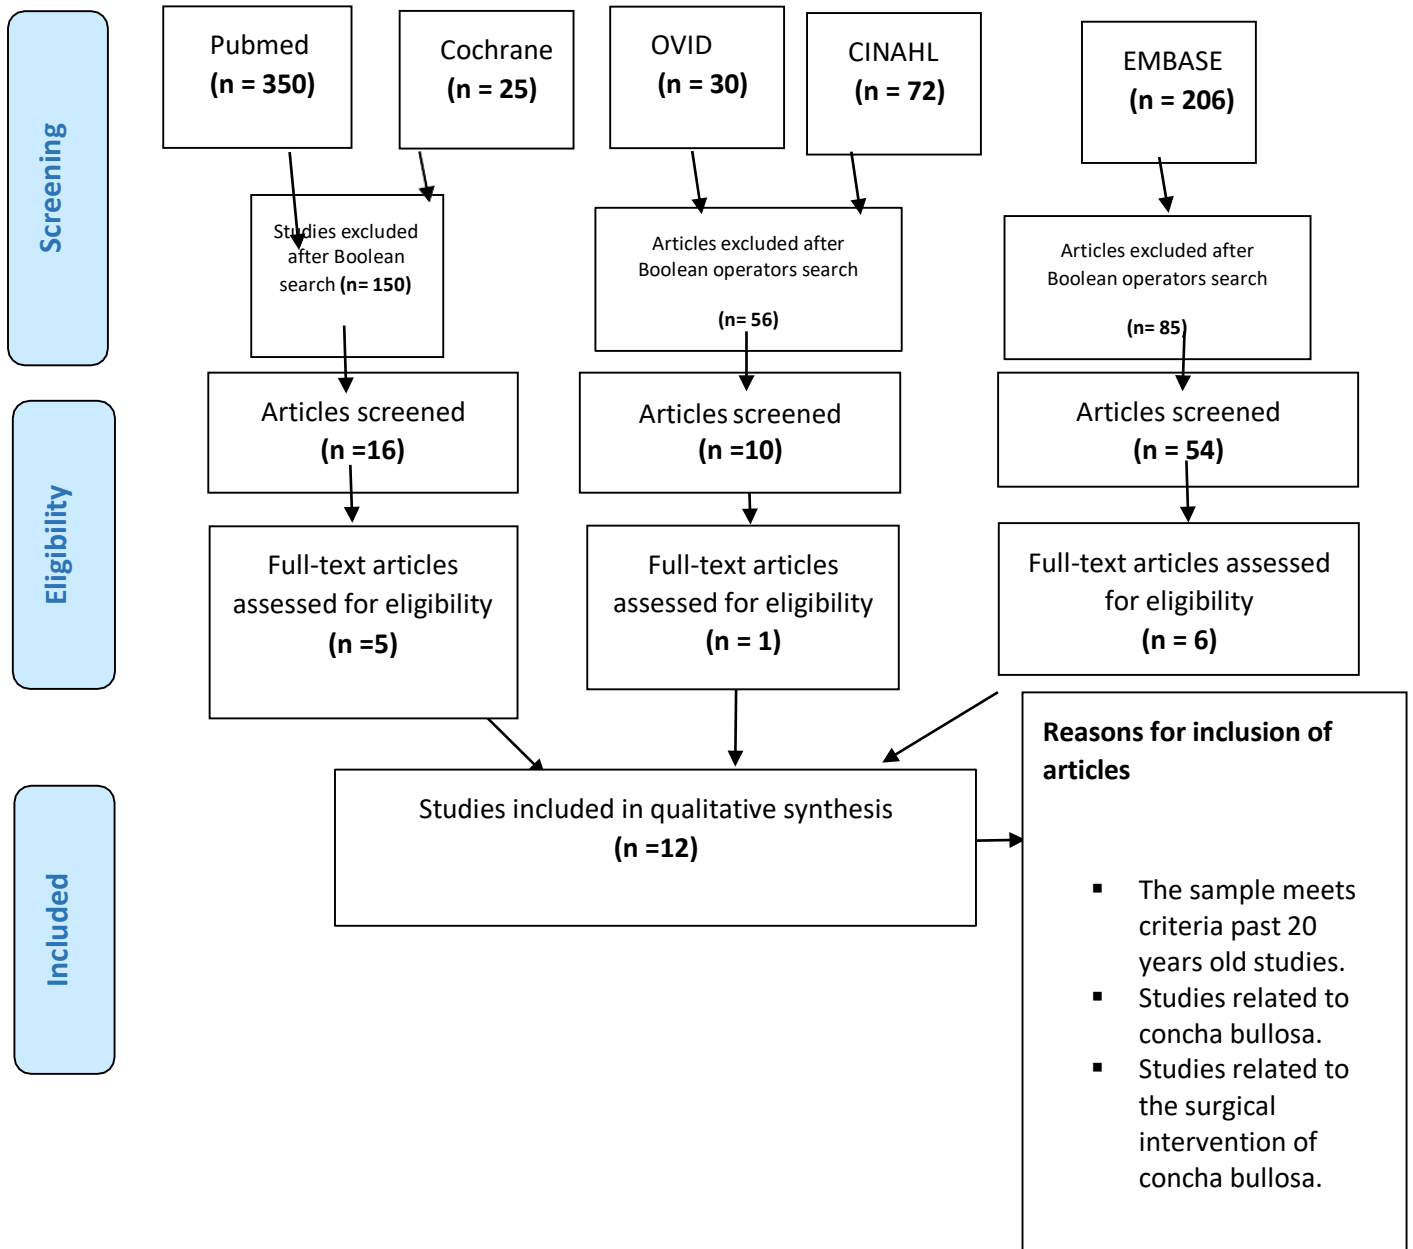 Screening
Pubmed
(n = 350)
Cochrane
(n = 25)
OVID
(n = 30)
CINAHL
(n = 72)
EMBASE
(n = 206)
Studies excluded
after Boolean
search (n= 150)
Articles excluded after
Boolean operators search
(n= 56)
Articles excluded after
Boolean operators search
(n= 85)
Eligibility
Articles screened
(n =16)
Articles screened
(n =10)
Articles screened
(n = 54)
Full-text articles
assessed for eligibility
(n =5)
Full-text articles
assessed for eligibility
(n = 1)
Full-text articles assessed
for eligibility
(n = 6)
Included
Studies included in qualitative synthesis
(n =12)
Reasons for inclusion of
articles
▪ The sample meets
criteria past 20
years old studies.
▪ Studies related to
concha bullosa.
▪ Studies related to
the surgical
intervention of
concha bullosa.